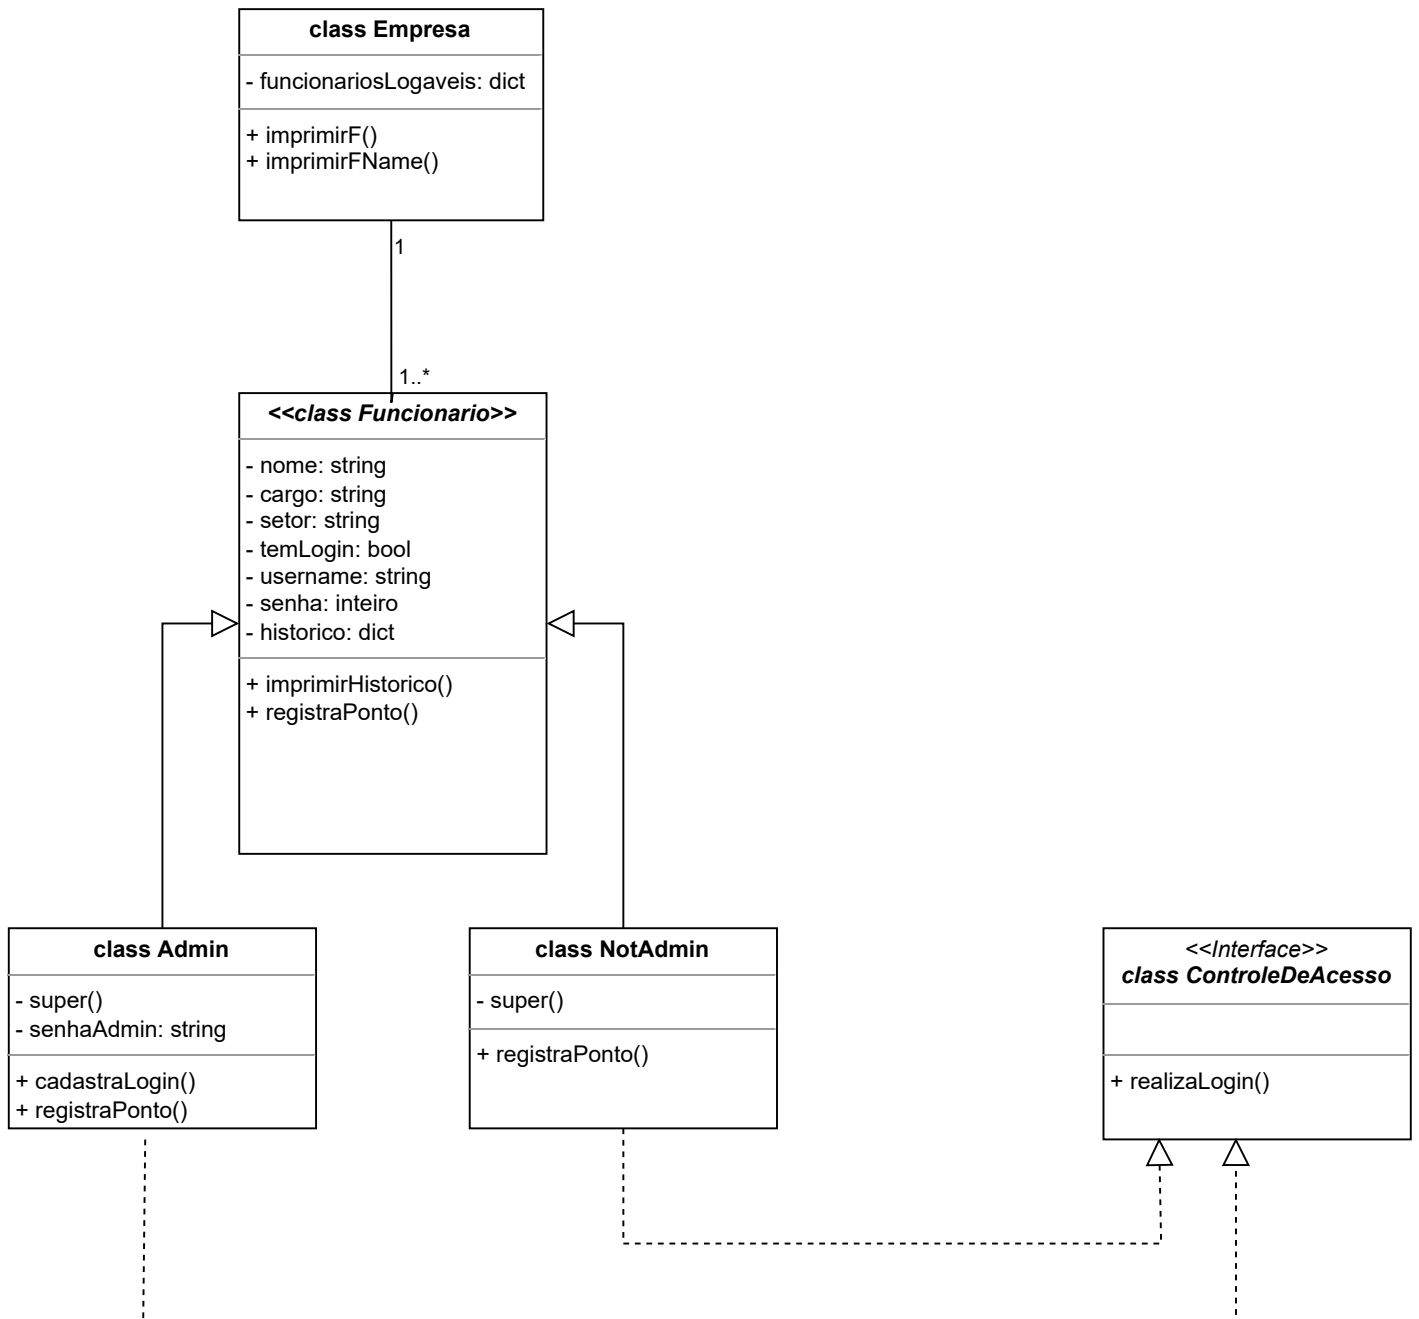 class Empresa
- funcionariosLogaveis: dict
+ imprimirF()
+ imprimirFName()
1
1..*
<<class Funcionario>>
- nome: string
- cargo: string
- setor: string
- temLogin: bool
- username: string
- senha: inteiro
- historico: dict
+ imprimirHistorico()
+ registraPonto()
class Admin
- super()
- senhaAdmin: string
+ cadastraLogin()
+ registraPonto()
class NotAdmin
- super()
+ registraPonto()
<<Interface>>
class ControleDeAcesso
+ realizaLogin()